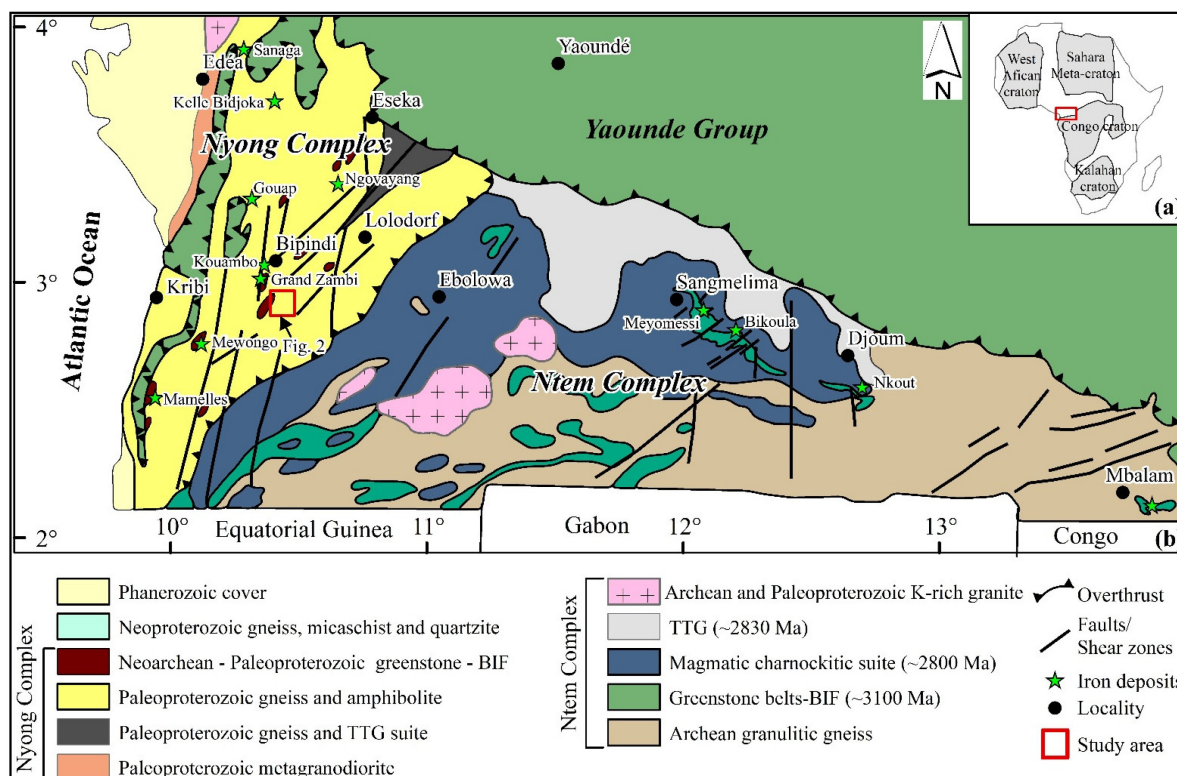 4°
3°
2°
Atlantic Ocean
Edéa
Sanaga
Kelle Bidjoka
Eseka
Yaoundé
Yaounde Group
Nyong Complex
Gouap
Ngovayang
Lolodorf
Bipindi
Kouambo
Grand Zambi
Kribi
Fig. 2
Mewongo
Mamelles
Ebolowa
Sangmelima
Meyomessi
Bikoula
Djoum
Nkout
Ntem Complex
Mbalam
N
West
Afican
craton
Sahara
Meta-craton
Congo craton
Kalahan
craton
(a)
10°
11°
12°
13°
Equatorial Guinea
Gabon
Congo
(b)
Nyong Complex
Phanerozoic cover
Neoproterozoic gneiss, micaschist and quartzite
Neoarchean - Paleoproterozoic greenstone - BIF
Paleoproterozoic gneiss and amphibolite
Paleoproterozoic gneiss and TTG suite
Paleoproterozoic metagranodiorite
Ntem Complex
Archean and Paleoproterozoic K-rich granite
TTG (~2830 Ma)
Magmatic charnockitic suite (~2800 Ma)
Greenstone belts-BIF (~3100 Ma)
Archean granulitic gneiss
Overthrust
Faults/
Shear zones
Iron deposits
Locality
Study area